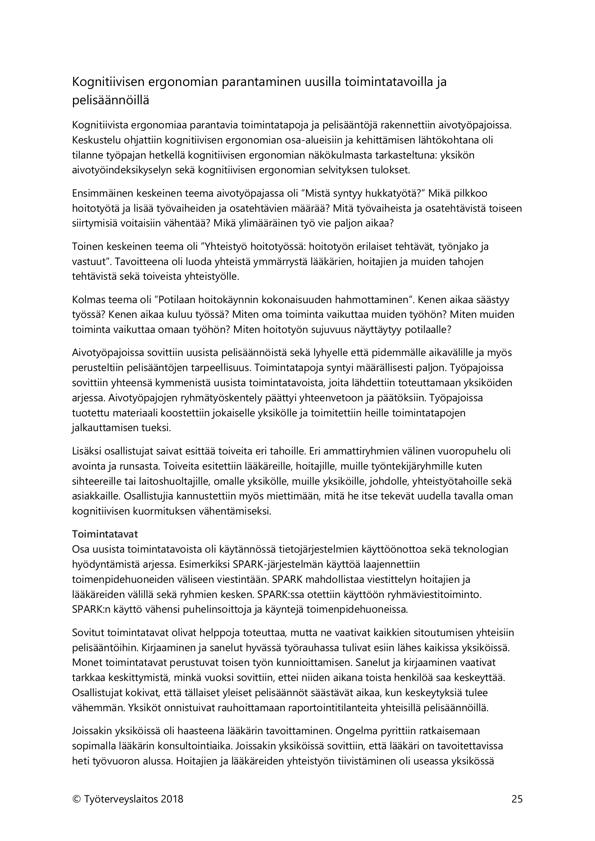 Kognitiivisen ergonomian parantaminen uusilla toimintatavoilla ja
pelisäännöillä
Kognitiivista ergonomiaa parantavia toimintatapoja ja pelisääntöjä rakennettiin aivotyöpajoissa.
Keskustelu ohjattiin kognitiivisen ergonomian osa-alueisiin ja kehittämisen lähtökohtana oli
tilanne työpajan hetkellä kognitiivisen ergonomian näkökulmasta tarkasteltuna: yksikön
aivotyöindeksikyselyn sekä kognitiivisen ergonomian selvityksen tulokset.
Ensimmäinen keskeinen teema aivotyöpajassa oli ”Mistä syntyy hukkatyötä?” Mikä pilkkoo
hoitotyötä ja lisää työvaiheiden ja osatehtävien määrää? Mitä työvaiheista ja osatehtävistä toiseen
siirtymisiä voitaisiin vähentää? Mikä ylimääräinen työ vie paljon aikaa?
Toinen keskeinen teema oli ”Yhteistyö hoitotyössä: hoitotyön erilaiset tehtävät, työnjako ja
vastuut”. Tavoitteena oli luoda yhteistä ymmärrystä lääkärien, hoitajien ja muiden tahojen
tehtävistä sekä toiveista yhteistyölle.
Kolmas teema oli ”Potilaan hoitokäynnin kokonaisuuden hahmottaminen”. Kenen aikaa säästyy
työssä? Kenen aikaa kuluu työssä? Miten oma toiminta vaikuttaa muiden työhön? Miten muiden
toiminta vaikuttaa omaan työhön? Miten hoitotyön sujuvuus näyttäytyy potilaalle?
Aivotyöpajoissa sovittiin uusista pelisäännöistä sekä lyhyelle että pidemmälle aikavälille ja myös
perusteltiin pelisääntöjen tarpeellisuus. Toimintatapoja syntyi määrällisesti paljon. Työpajoissa
sovittiin yhteensä kymmenistä uusista toimintatavoista, joita lähdettiin toteuttamaan yksiköiden
arjessa. Aivotyöpajojen ryhmätyöskentely päättyi yhteenvetoon ja päätöksiin. Työpajoissa
tuotettu materiaali koostettiin jokaiselle yksikölle ja toimitettiin heille toimintatapojen
jalkauttamisen tueksi.
Lisäksi osallistujat saivat esittää toiveita eri tahoille. Eri ammattiryhmien välinen vuoropuhelu oli
avointa ja runsasta. Toiveita esitettiin lääkäreille, hoitajille, muille työntekijäryhmille kuten
sihteereille tai laitoshuoltajille, omalle yksikölle, muille yksiköille, johdolle, yhteistyötahoille sekä
asiakkaille. Osallistujia kannustettiin myös miettimään, mitä he itse tekevät uudella tavalla oman
kognitiivisen kuormituksen vähentämiseksi.
Toimintatavat
Osa uusista toimintatavoista oli käytännössä tietojärjestelmien käyttöönottoa sekä teknologian
hyödyntämistä arjessa. Esimerkiksi SPARK-järjestelmän käyttöä laajennettiin
toimenpidehuoneiden väliseen viestintään. SPARK mahdollistaa viestittelyn hoitajien ja
lääkäreiden välillä sekä ryhmien kesken. SPARK:ssa otettiin käyttöön ryhmäviestitoiminto.
SPARK:n käyttö vähensi puhelinsoittoja ja käyntejä toimenpidehuoneissa.
Sovitut toimintatavat olivat helppoja toteuttaa, mutta ne vaativat kaikkien sitoutumisen yhteisiin
pelisääntöihin. Kirjaaminen ja sanelut hyvässä työrauhassa tulivat esiin lähes kaikissa yksiköissä.
Monet toimintatavat perustuvat toisen työn kunnioittamisen. Sanelut ja kirjaaminen vaativat
tarkkaa keskittymistä, minkä vuoksi sovittiin, ettei niiden aikana toista henkilöä saa keskeyttää.
Osallistujat kokivat, että tällaiset yleiset pelisäännöt säästävät aikaa, kun keskeytyksiä tulee
vähemmän. Yksiköt onnistuivat rauhoittamaan raportointitilanteita yhteisillä pelisäännöillä.
Joissakin yksiköissä oli haasteena lääkärin tavoittaminen. Ongelma pyrittiin ratkaisemaan
sopimalla lääkärin konsultointiaika. Joissakin yksiköissä sovittiin, että lääkäri on tavoitettavissa
heti työvuoron alussa. Hoitajien ja lääkäreiden yhteistyön tiivistäminen oli useassa yksikössä
© Työterveyslaitos 2018
25